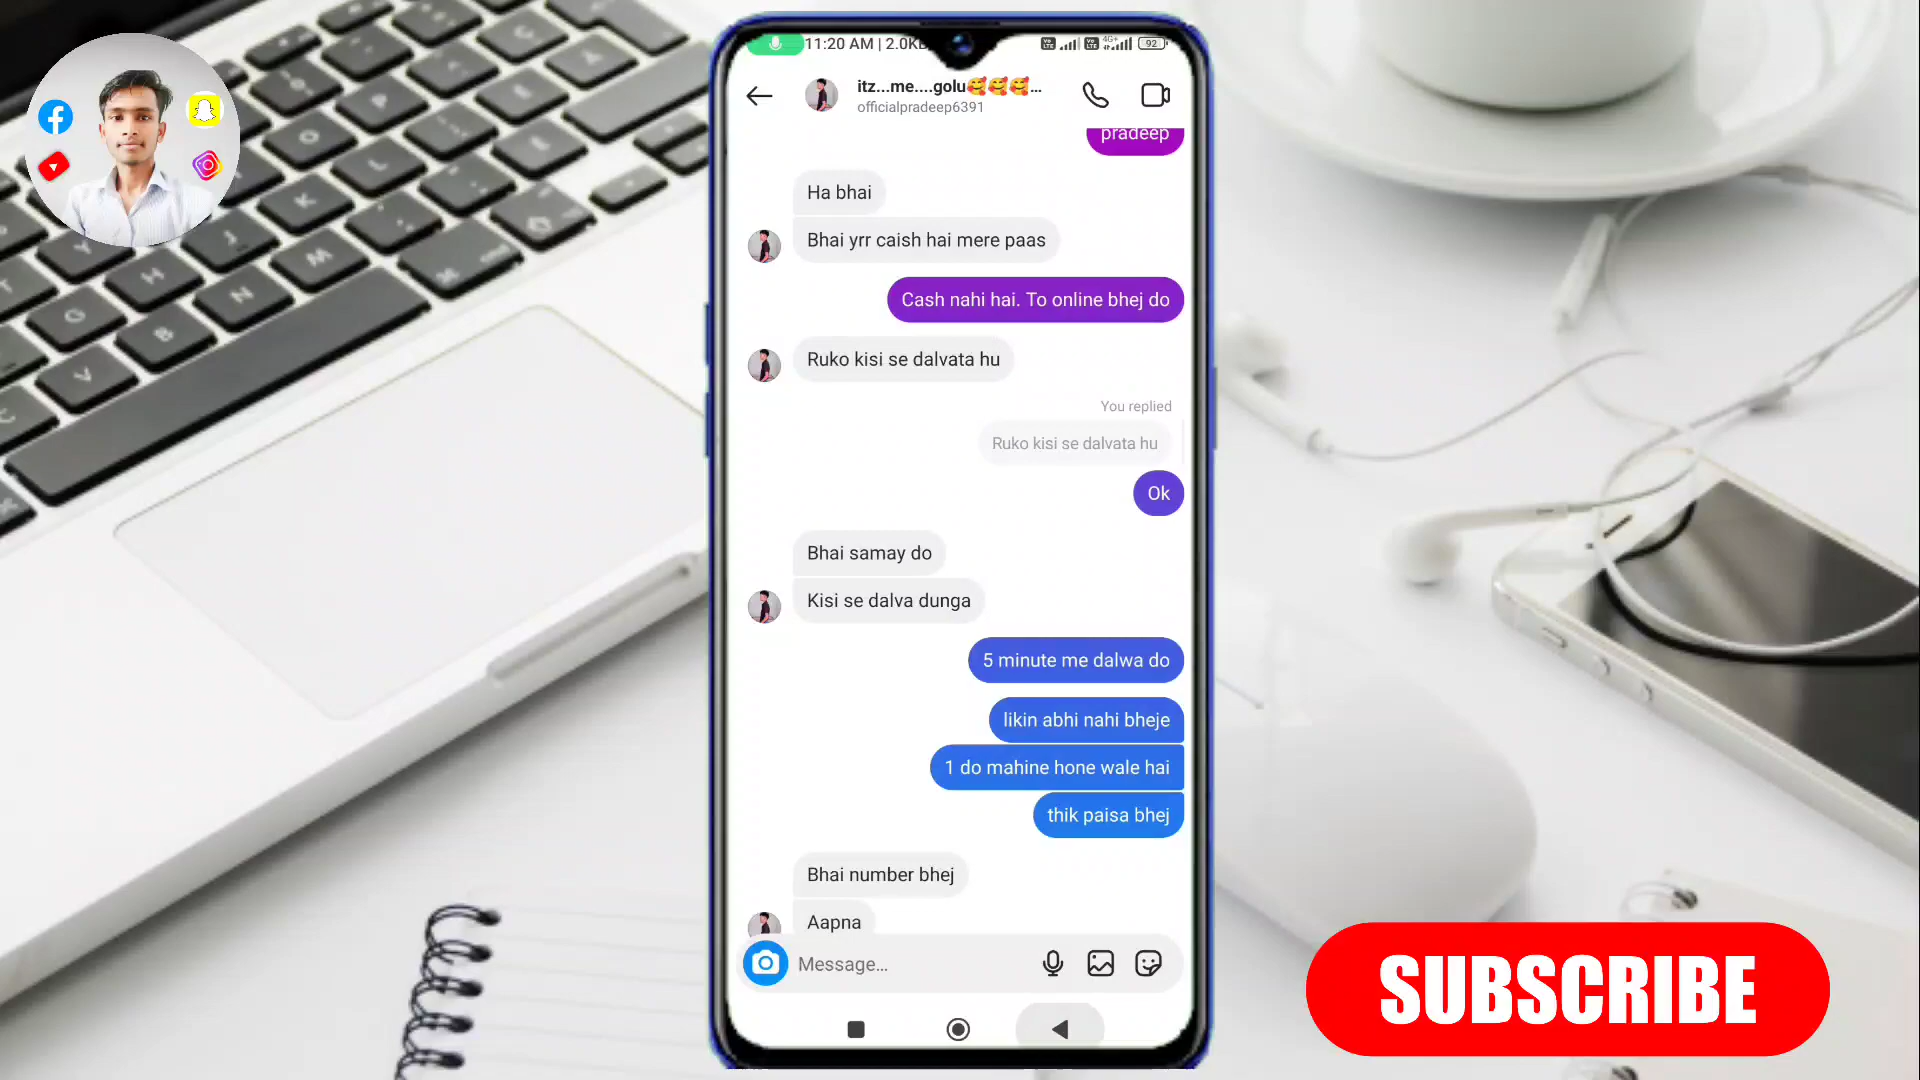 11:20 AM | 2.0KB
4G+
92
itz...me....golu🥰🥰🥰...
officialpradeep6391
pradeep
Ha bhai
Bhai yrr caish hai mere paas
Cash nahi hai. To online bhej do
Ruko kisi se dalvata hu
You replied
Ruko kisi se dalvata hu
Ok
Bhai samay do
Kisi se dalva dunga
5 minute me dalwa do
likin abhi nahi bheje
1 do mahine hone wale hai
thik paisa bhej
Bhai number bhej
Aapna
Message...
SUBSCRIBE